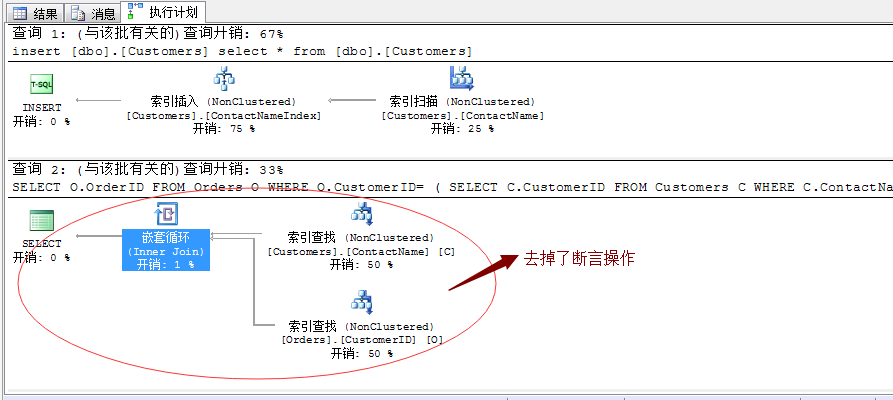 结果 消息 执行计划
查询 1: (与该批有关的)查询开销: 67%
insert [dbo].[Customers] select * from [dbo].[Customers]
T-SQL
INSERT
开销: 0 %
索引插入 (NonClustered)
[Customers].[ContactNameIndex]
开销: 75 %
索引扫描 (NonClustered)
[Customers].[ContactName]
开销: 25 %
查询 2: (与该批有关的)查询开销: 33%
SELECT O.OrderID FROM Orders O WHERE O.CustomerID= ( SELECT C.CustomerID FROM Customers C WHERE C.ContactNa
SELECT
开销: 0 %
嵌套循环
(Inner Join)
开销: 1 %
索引查找 (NonClustered)
[Customers].[ContactName] [C]
开销: 50 %
去掉了断言操作
索引查找 (NonClustered)
[Orders].[CustomerID] [O]
开销: 50 %